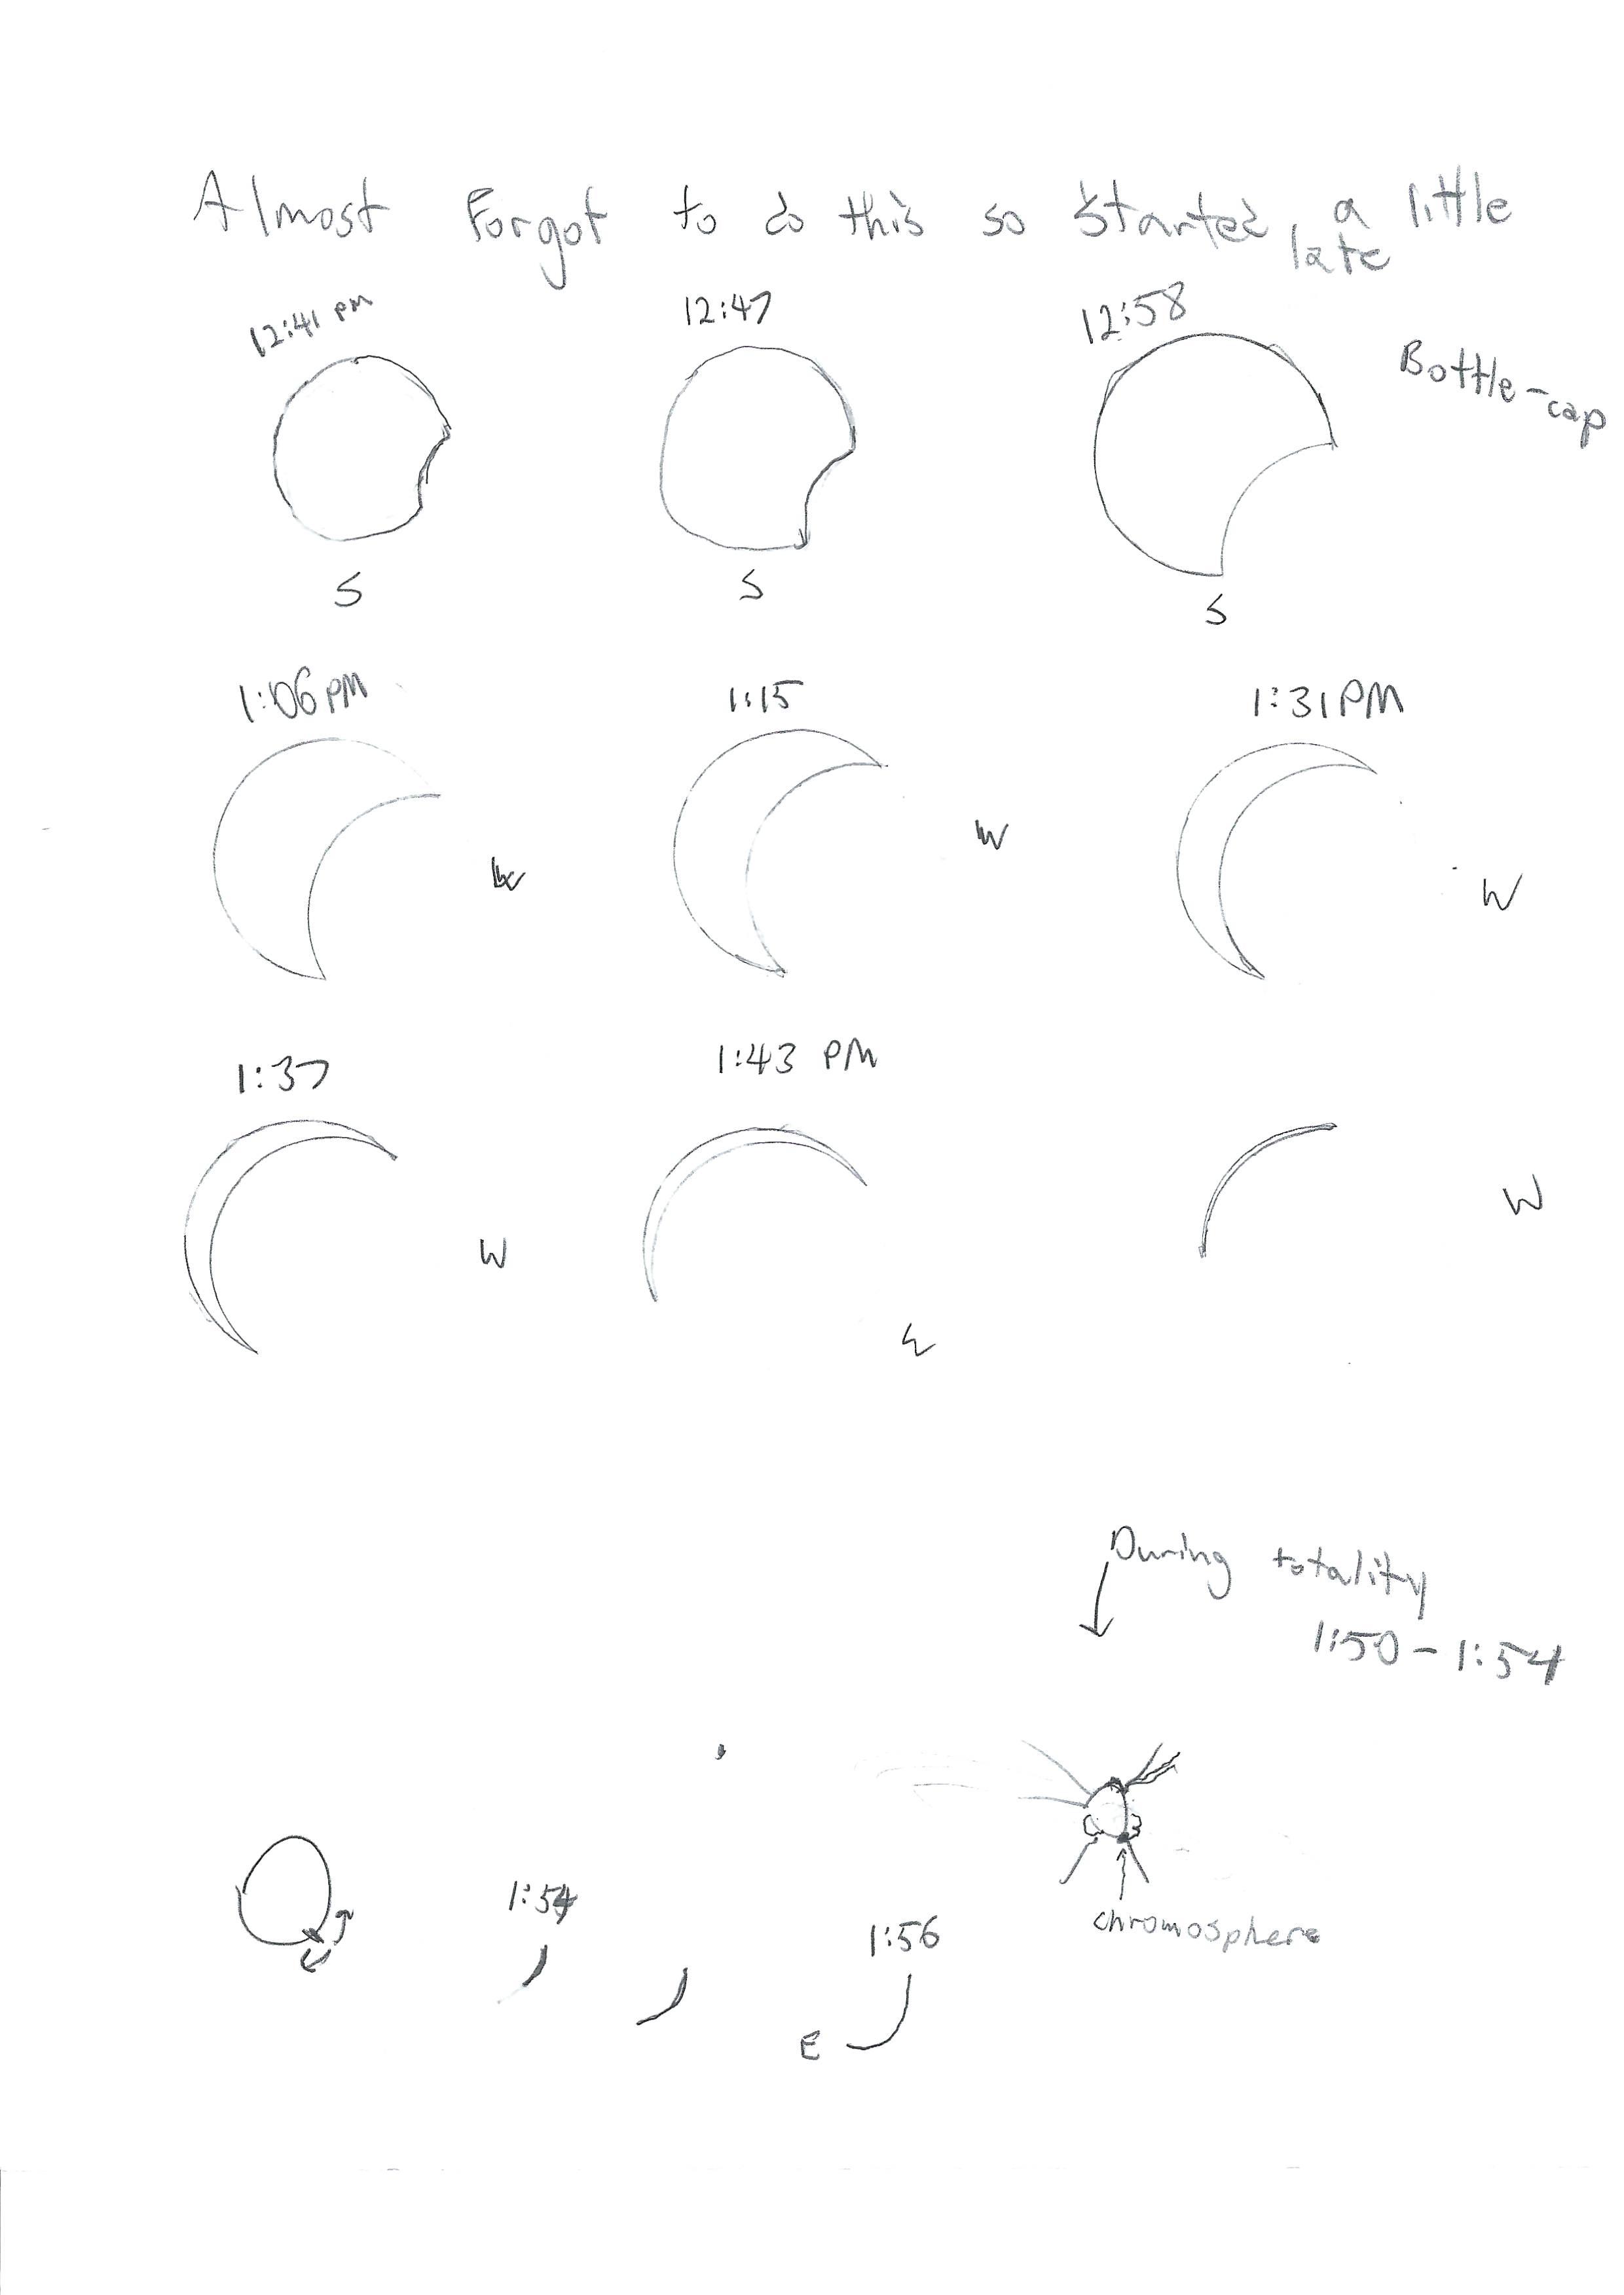 Almost Forgot to do this so started a little
late
12:41 pm
12:47
12:58
Bottle-cap
S
S
S
1:06 PM
1:15
1:31 PM
W
W
W
1:37
1:43 PM
W
W
During totality
1:50 - 1:54
1:54
chromosphere
1:56
E